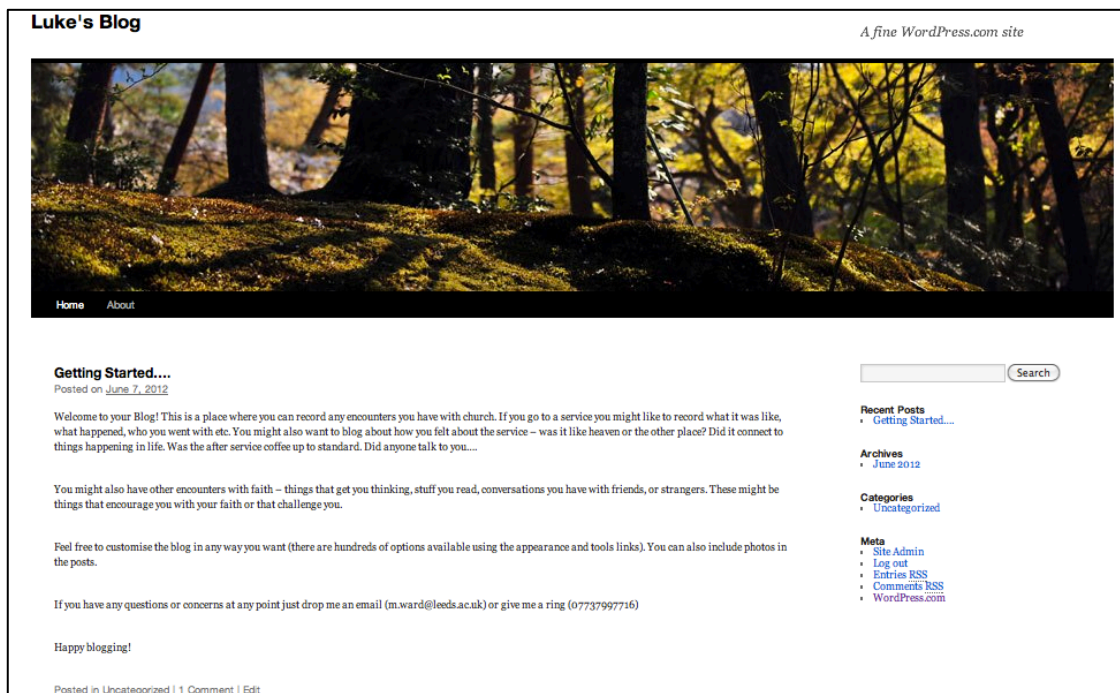 Luke's Blog
A fine WordPress.com site
Home About
Getting Started....
Posted on June 7, 2012
Welcome to your Blog! This is a place where you can record any encounters you have with church. If you go to a service you might like to record what it was like,
what happened, who you went with etc. You might also want to blog about how you felt about the service – was it like heaven or the other place? Did it connect to
things happening in life. Was the after service coffee up to standard. Did anyone talk to you....
You might also have other encounters with faith – things that get you thinking, stuff you read, conversations you have with friends, or strangers. These might be
things that encourage you with your faith or that challenge you.
Feel free to customise the blog in any way you want (there are hundreds of options available using the appearance and tools links). You can also include photos in
the posts.
If you have any questions or concerns at any point just drop me an email (m.ward@leeds.ac.uk) or give me a ring (07737997716)
Happy blogging!
Posted in Uncategorized | 1 Comment | Edit
Search
Recent Posts
Getting Started....
Archives
June 2012
Categories
Uncategorized
Meta
Site Admin
Log out
Entries RSS
Comments RSS
WordPress.com